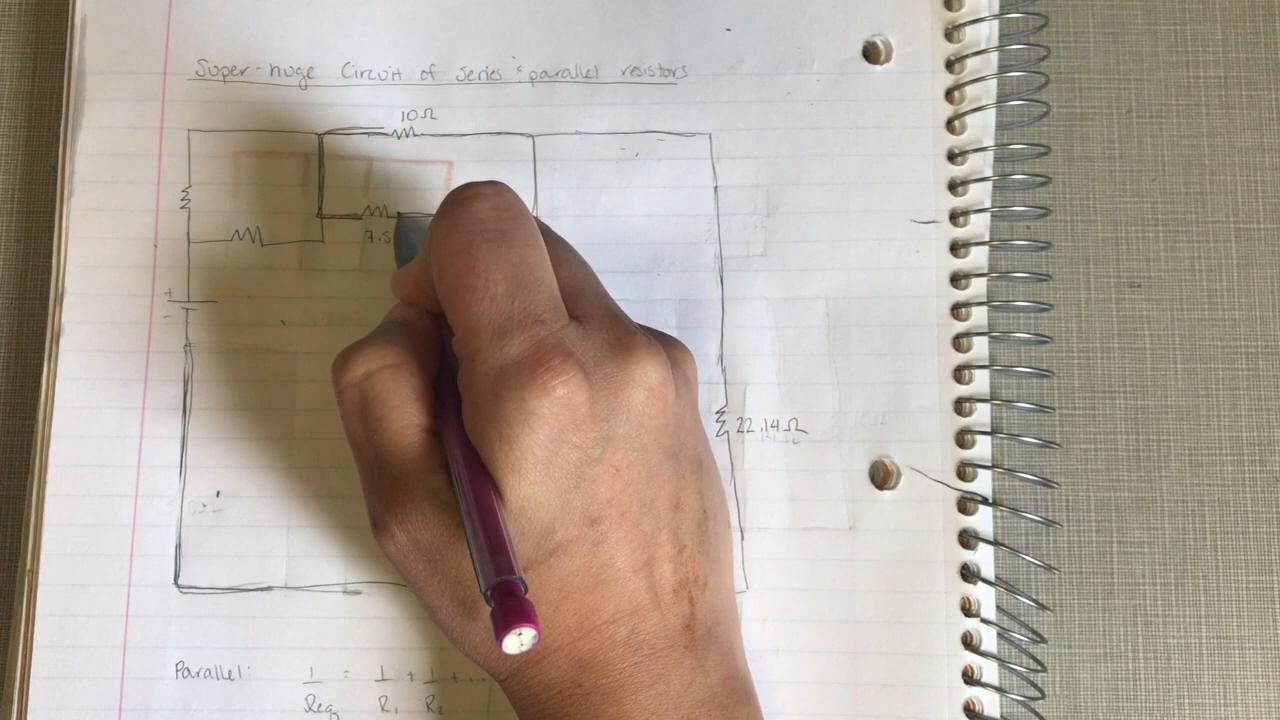 Super-huge Circuit of series & parallel resistors
10Ω
7.5
+
-
22.14Ω
Parallel: 1/Req = 1/R₁ + 1/R₂ + ...